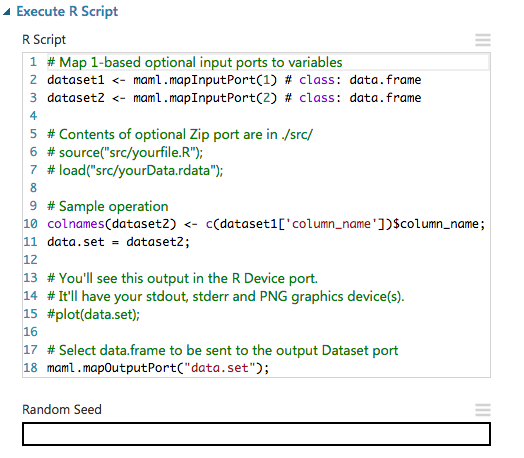 Execute R Script
R Script
1 # Map 1-based optional input ports to variables
2 dataset1 <- maml.mapInputPort(1) # class: data.frame
3 dataset2 <- maml.mapInputPort(2) # class: data.frame
4
5 # Contents of optional Zip port are in ./src/
6 # source("src/yourfile.R");
7 # load("src/yourData.rdata");
8
9 # Sample operation
10 colnames(dataset2) <- c(dataset1['column_name'])$column_name;
11 data.set = dataset2;
12
13 # You'll see this output in the R Device port.
14 # It'll have your stdout, stderr and PNG graphics device(s).
15 #plot(data.set);
16
17 # Select data.frame to be sent to the output Dataset port
18 maml.mapOutputPort("data.set");
Random Seed